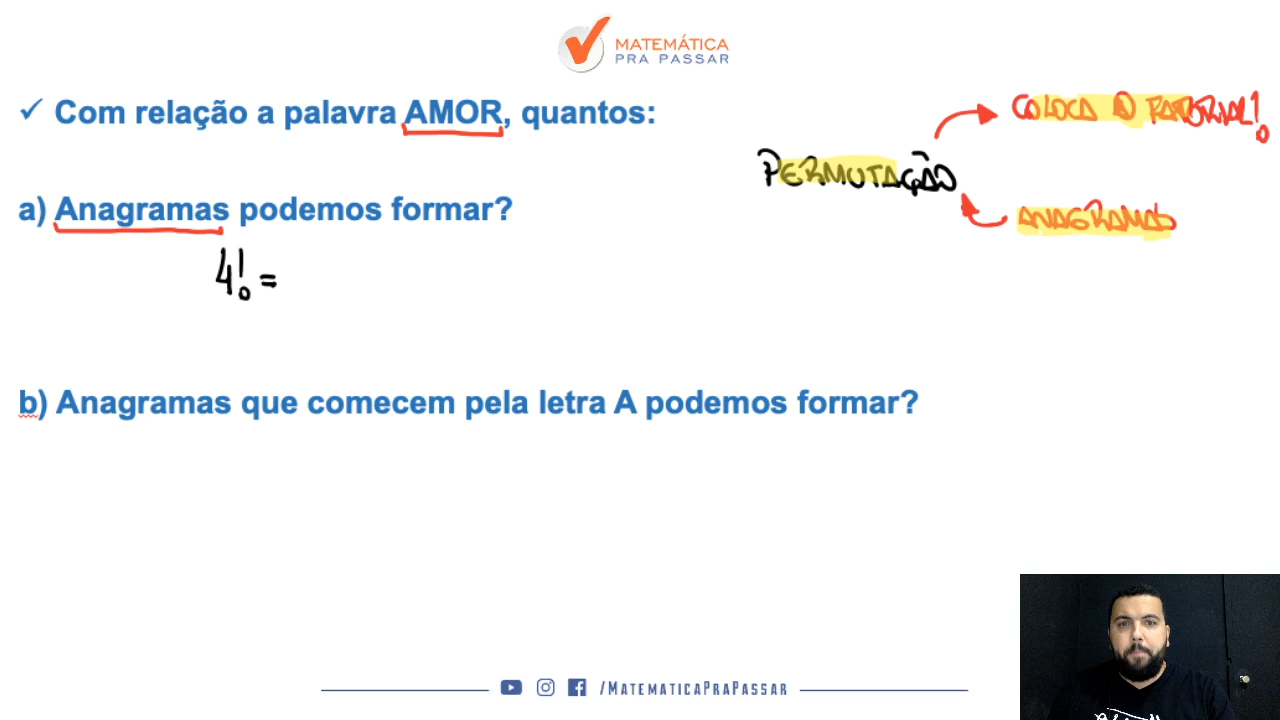 MATEMÁTICA
PRA PASSAR
✓ Com relação a palavra AMOR, quantos:
COLOCA O FATORIAL!
PERMUTAÇÃO
a) Anagramas podemos formar?
ANAGRAMAS
4! =
b) Anagramas que comecem pela letra A podemos formar?
/MATEMATICAPRAPASSAR